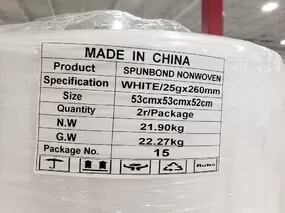 MADE IN CHINA
Product SPUNBOND NONWOVEN
Specification WHITE/25gx260mm
Size 53cmx53cmx52cm
Quantity 2r/Package
N.W 21.90kg
G.W 22.27kg
Package No. 15
RoHS